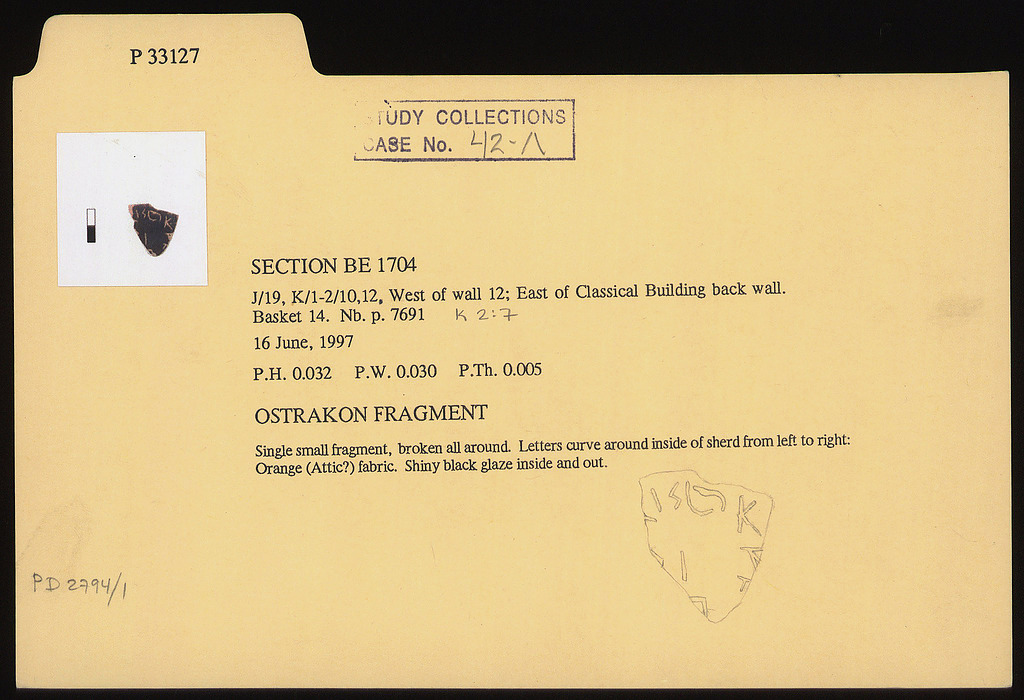 P 33127
STUDY COLLECTIONS
CASE No. 42-Λ
SECTION BE 1704
J/19, K/1-2/10,12, West of wall 12; East of Classical Building back wall.
Basket 14. Nb. p. 7691 K 2:7
16 June, 1997
P.H. 0.032 P.W. 0.030 P.Th. 0.005
OSTRAKON FRAGMENT
Single small fragment, broken all around. Letters curve around inside of sherd from left to right:
Orange (Attic?) fabric. Shiny black glaze inside and out.
PD 2794/1